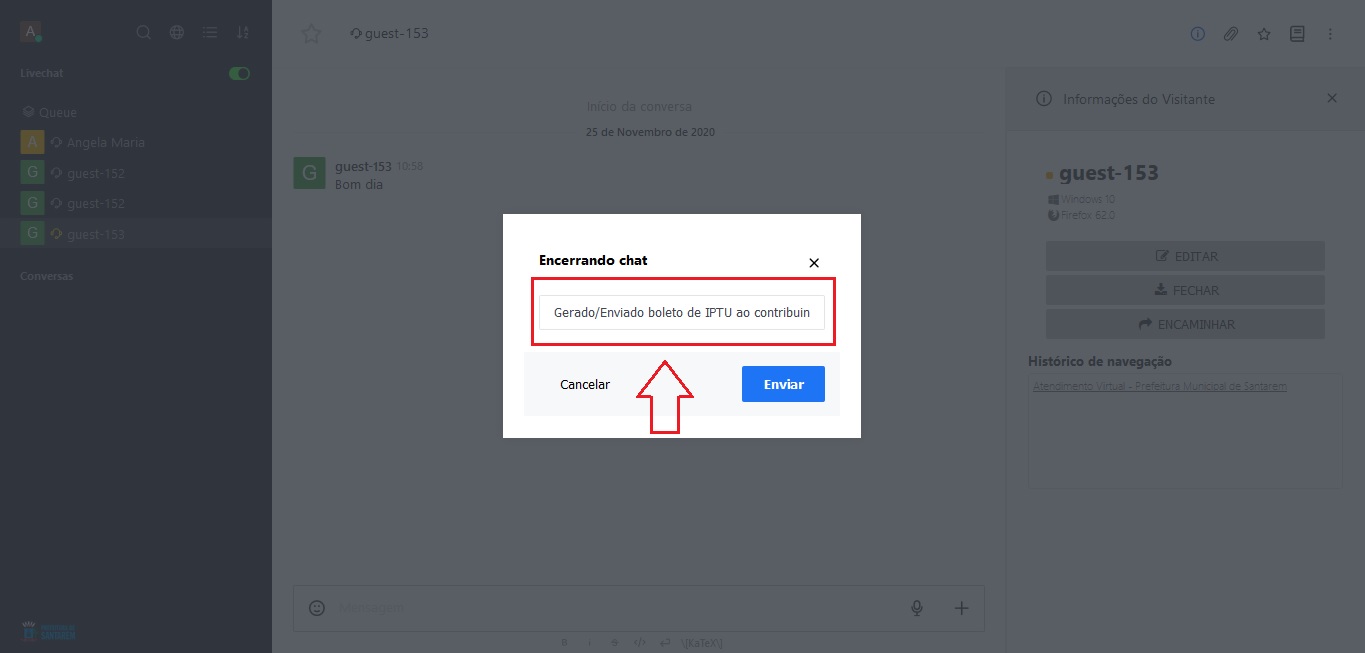 A
Livechat
Queue
A Angela Maria
G guest-152
G guest-152
G guest-153
Conversas
SANTARÉM
guest-153
Início da conversa
25 de Novembro de 2020
G
guest-153 10:58
Bom dia
Encerrando chat
Gerado/Enviado boleto de IPTU ao contribuin
Cancelar
Enviar
Mensagem
B i S </> \[KaTeX\]
Informações do Visitante
guest-153
Windows 10
Firefox 62.0
EDITAR
FECHAR
ENCAMINHAR
Histórico de navegação
Atendimento Virtual - Prefeitura Municipal de Santarem